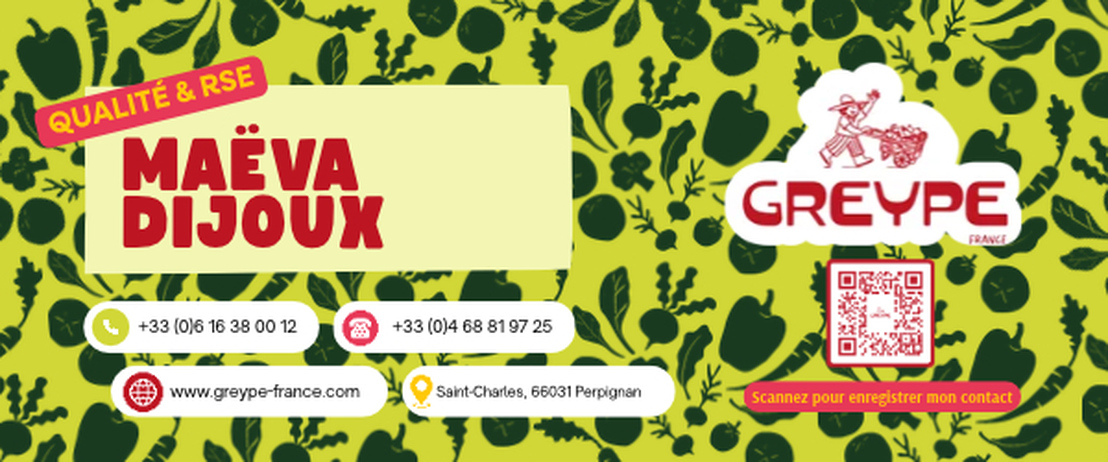 QUALITÉ & RSE
MAËVA
DIJOUX
+33 (0)6 16 38 00 12
+33 (0)4 68 81 97 25
www.greype-france.com
Saint-Charles, 66031 Perpignan
GREYPE
FRANCE
Scannez pour enregistrer mon contact